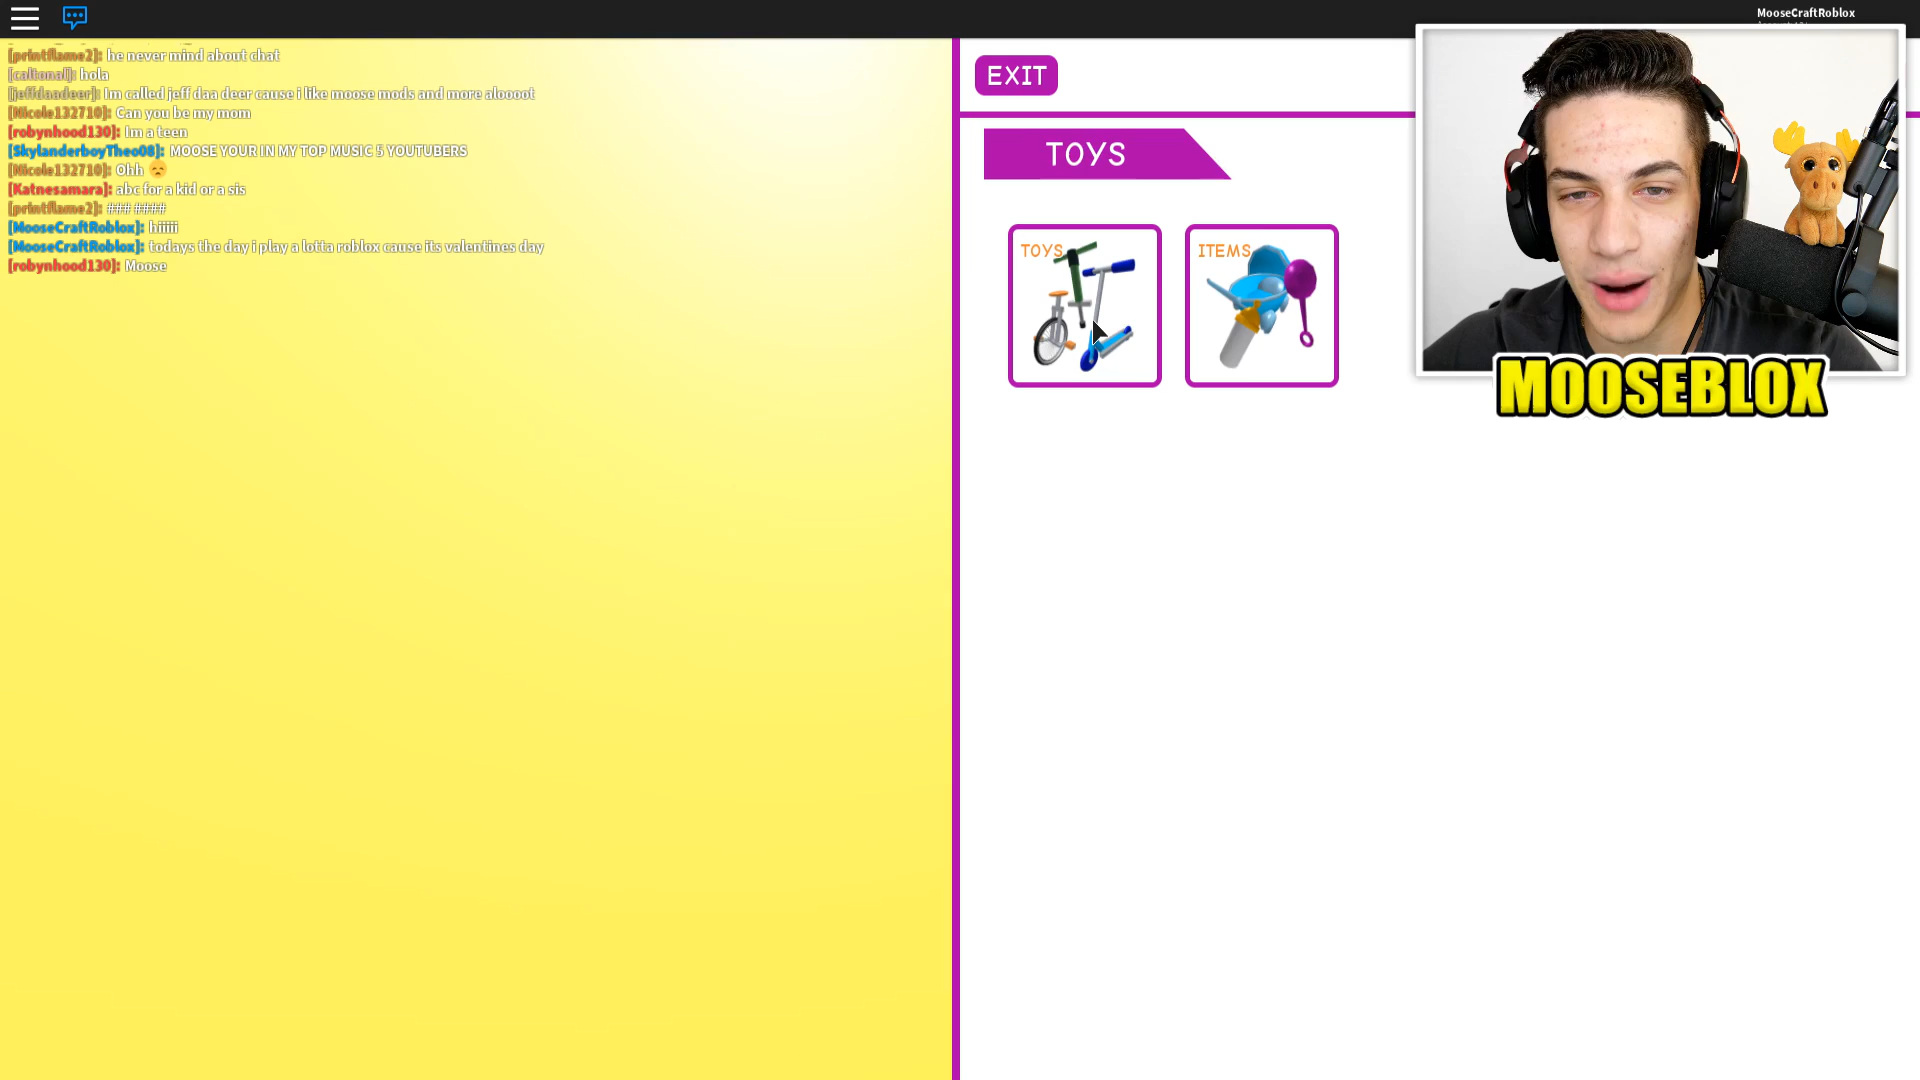 MooseCraftRoblox
[printflame2]: he never mind about chat
[caltonal]: hola
[jeffdaadeer]: Im called jeff daa deer cause i like moose mods and more aloooot
[Nicole132710]: Can you be my mom
[robynhood130]: Im a teen
[SkylanderboyTheo08]: MOOSE YOUR IN MY TOP MUSIC 5 YOUTUBERS
[Nicole132710]: Ohh 😞
[Katnesamara]: abc for a kid or a sis
[printflame2]: ### ####
[MooseCraftRoblox]: hiiiii
[MooseCraftRoblox]: todays the day i play a lotta roblox cause its valentines day
[robynhood130]: Moose
EXIT
TOYS
TOYS
ITEMS
MOOSEBLOX